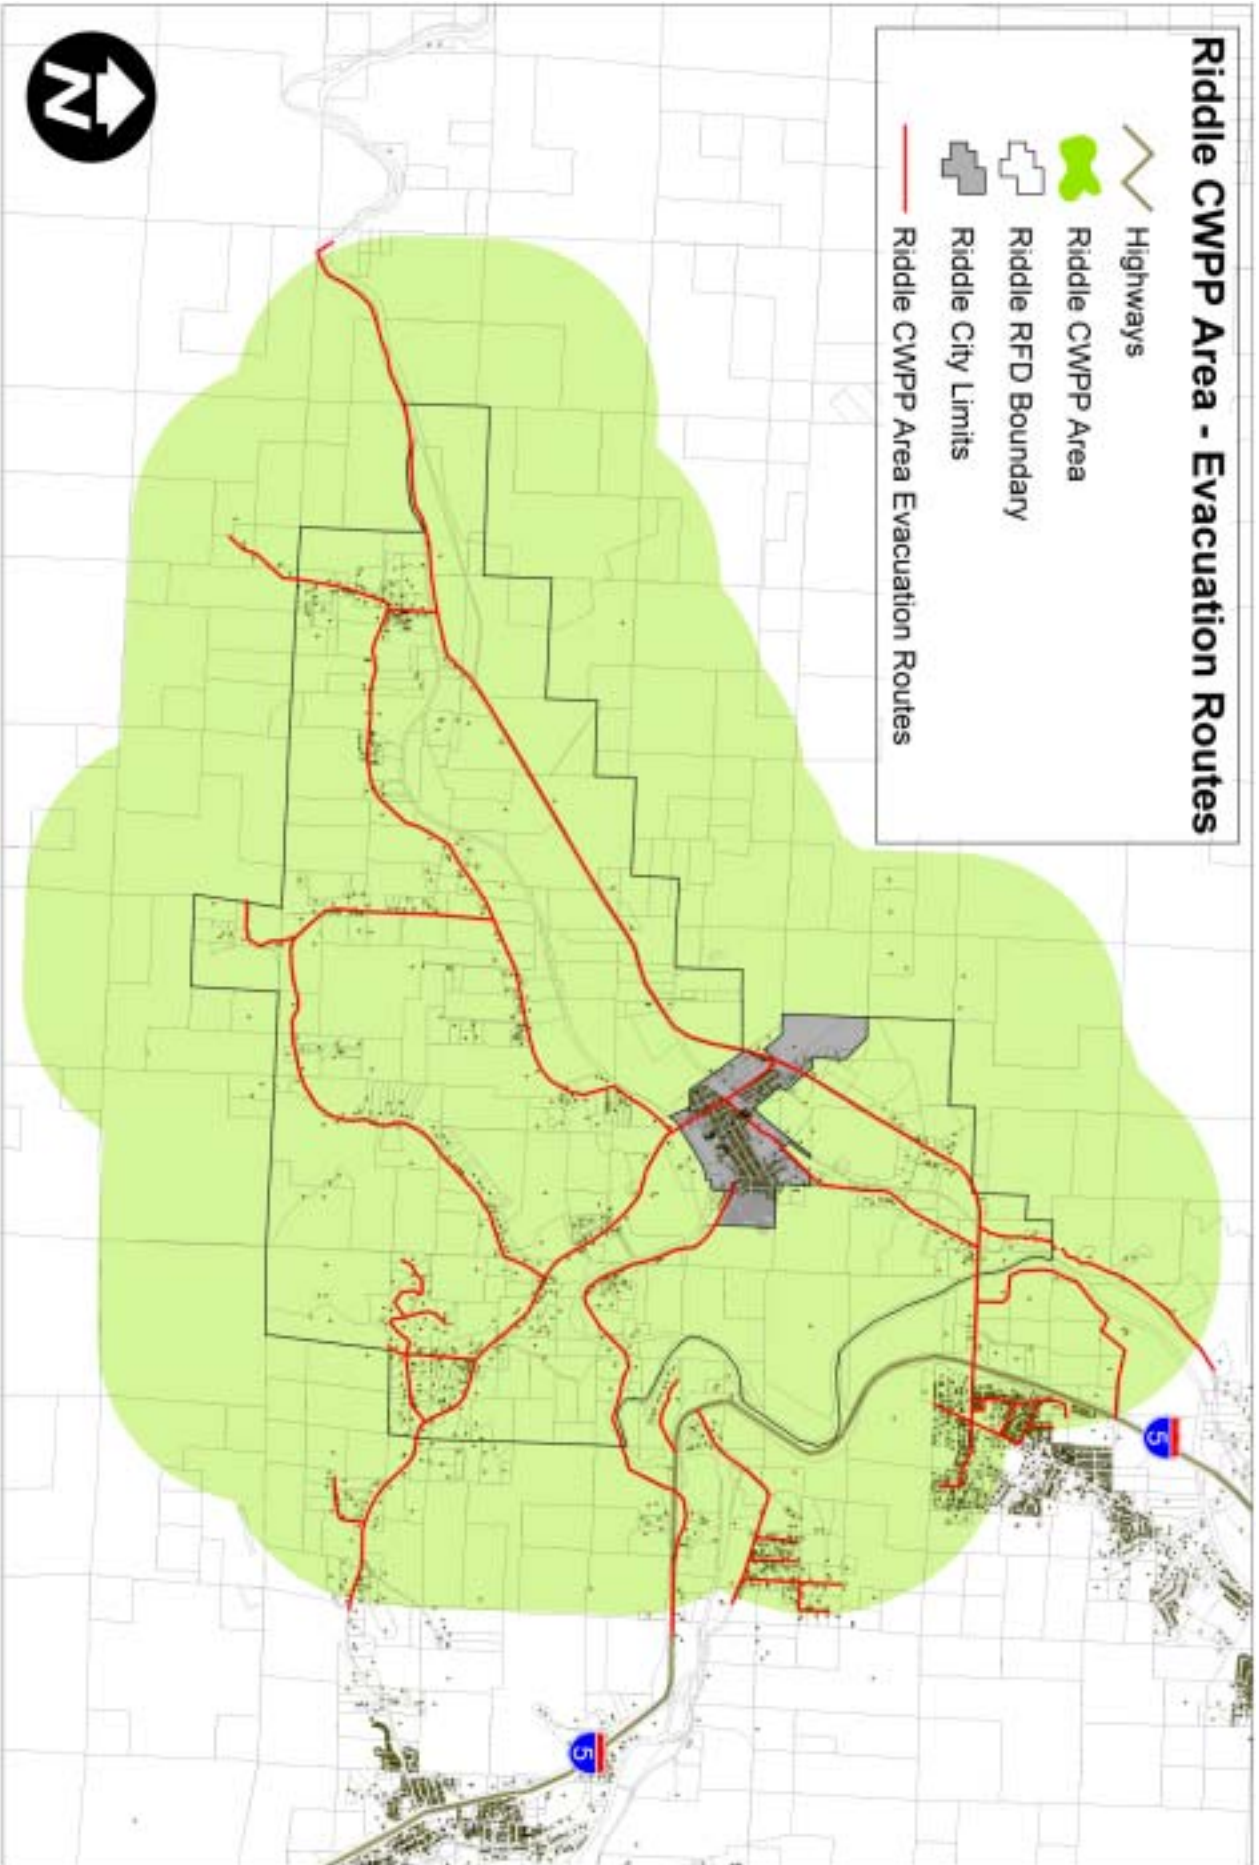 Riddle CWPP Area - Evacuation Routes
Highways
Riddle CWPP Area
Riddle RFD Boundary
Riddle City Limits
Riddle CWPP Area Evacuation Routes
N
5
5